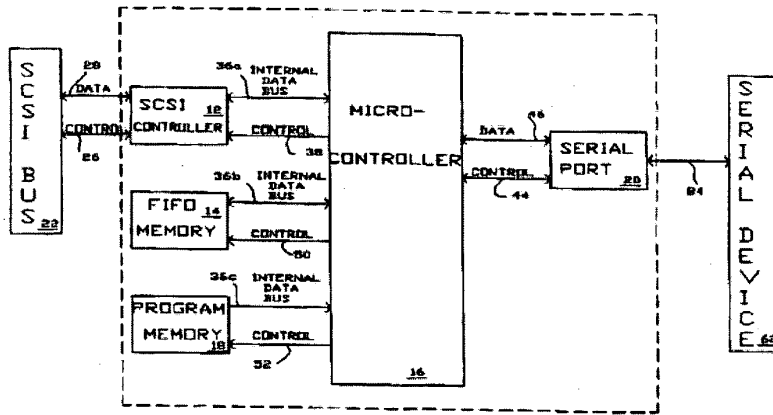 SCSI BUS 22
28
DATA
CONTROL
26
SCSI 12
CONTROLLER
36a INTERNAL
DATA
BUS
CONTROL
38
FIFO 14
MEMORY
36b INTERNAL
DATA
BUS
CONTROL
50
PROGRAM
MEMORY
18
36c INTERNAL
DATA
BUS
CONTROL
52
MICRO-
CONTROLLER
16
DATA 46
CONTROL
44
SERIAL
PORT
20
24
SERIAL DEVICE